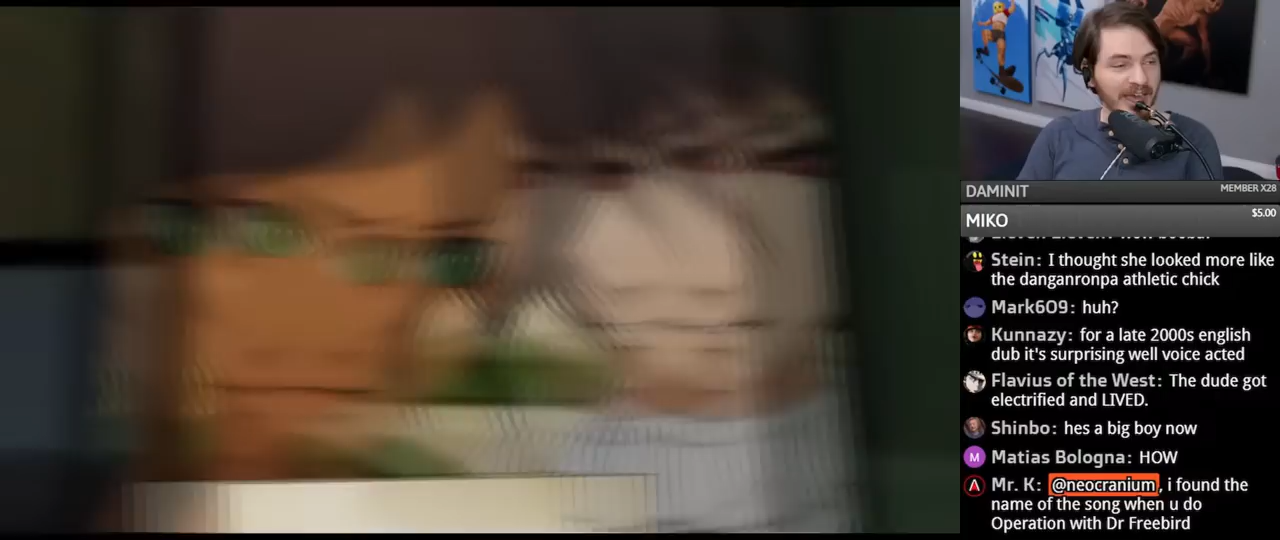 DAMINIT
MEMBER X28
MIKO
$5.00
Stein: I thought she looked more like
the danganronpa athletic chick
Mark609: huh?
Kunnazy: for a late 2000s english
dub it's surprising well voice acted
Flavius of the West: The dude got
electrified and LIVED.
Shinbo: hes a big boy now
M
Matias Bologna: HOW
Mr. K: @neocranium, i found the
name of the song when u do
Operation with Dr Freebird